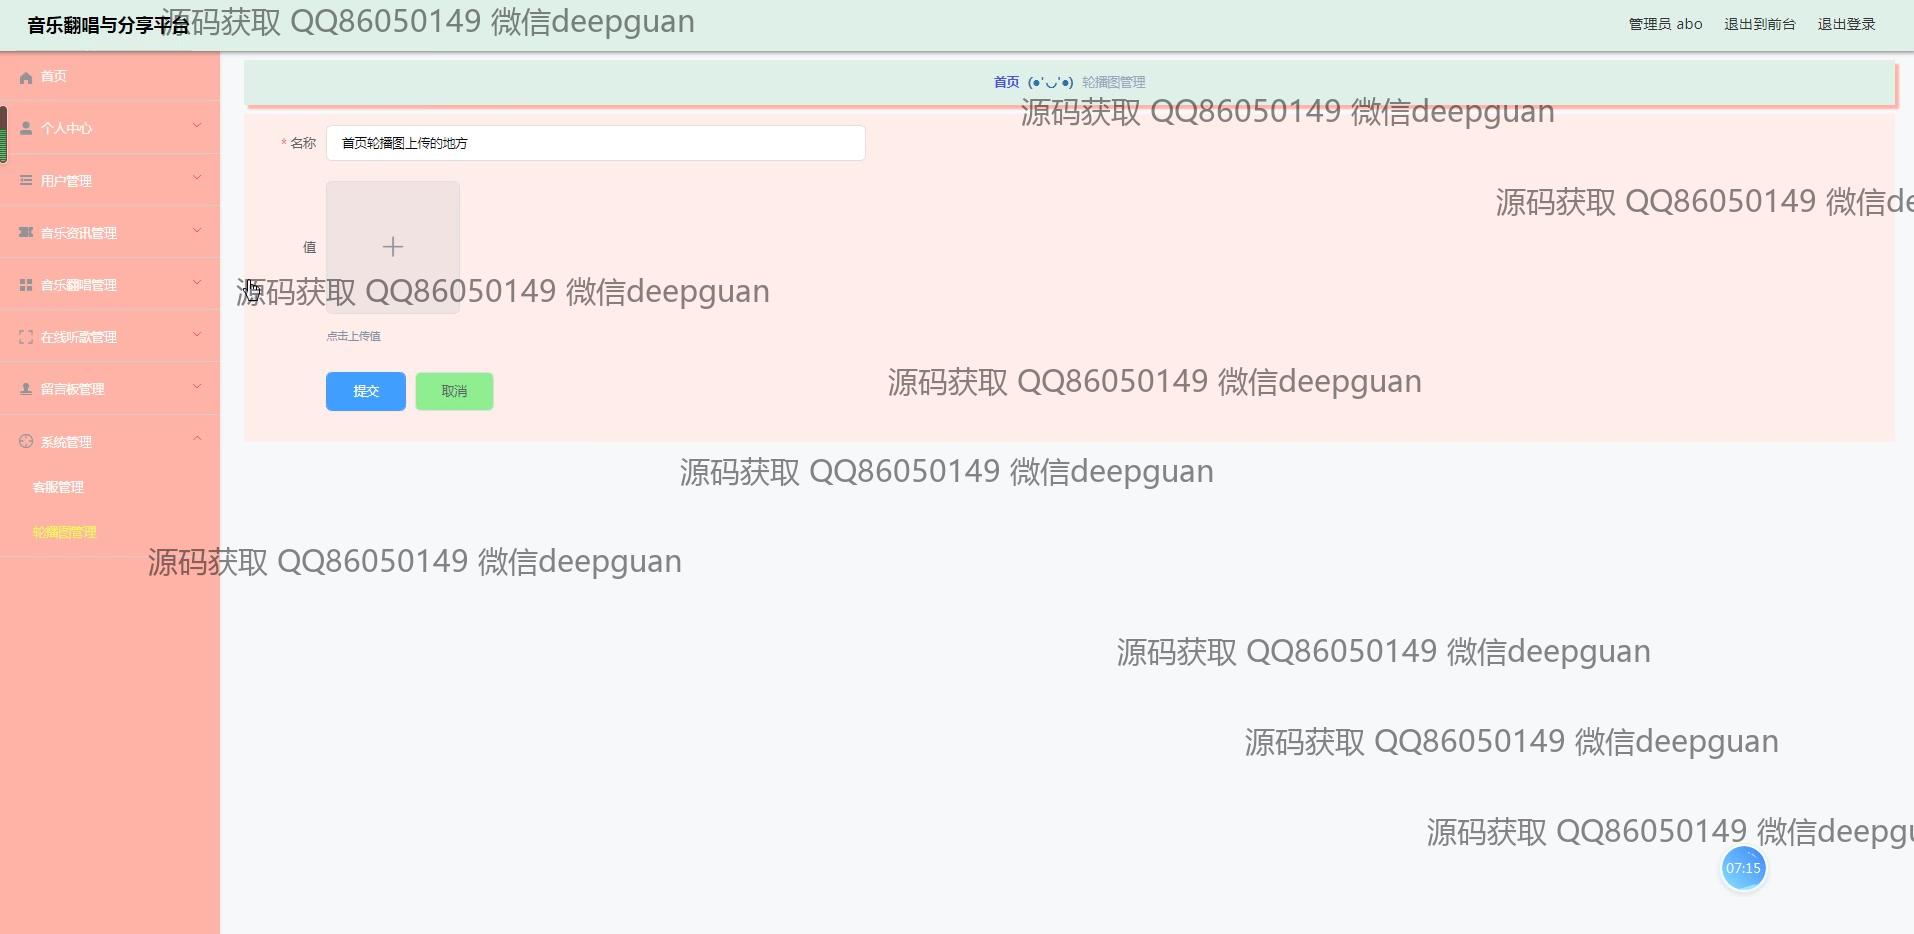 音乐翻唱与分享平台
源码获取 QQ86050149 微信deepguan
管理员 abo 退出到前台 退出登录
首页
个人中心
用户管理
音乐资讯管理
音乐翻唱管理
在线听歌管理
留言板管理
系统管理
客服管理
轮播图管理
首页 (●'◡'●) 轮播图管理
源码获取 QQ86050149 微信deepguan
* 名称 首页轮播图上传的地方
源码获取 QQ86050149 微信de
值
源码获取 QQ86050149 微信deepguan
点击上传值
提交 取消
源码获取 QQ86050149 微信deepguan
源码获取 QQ86050149 微信deepguan
源码获取 QQ86050149 微信deepguan
源码获取 QQ86050149 微信deepguan
源码获取 QQ86050149 微信deepguan
源码获取 QQ86050149 微信deepgu
07:15